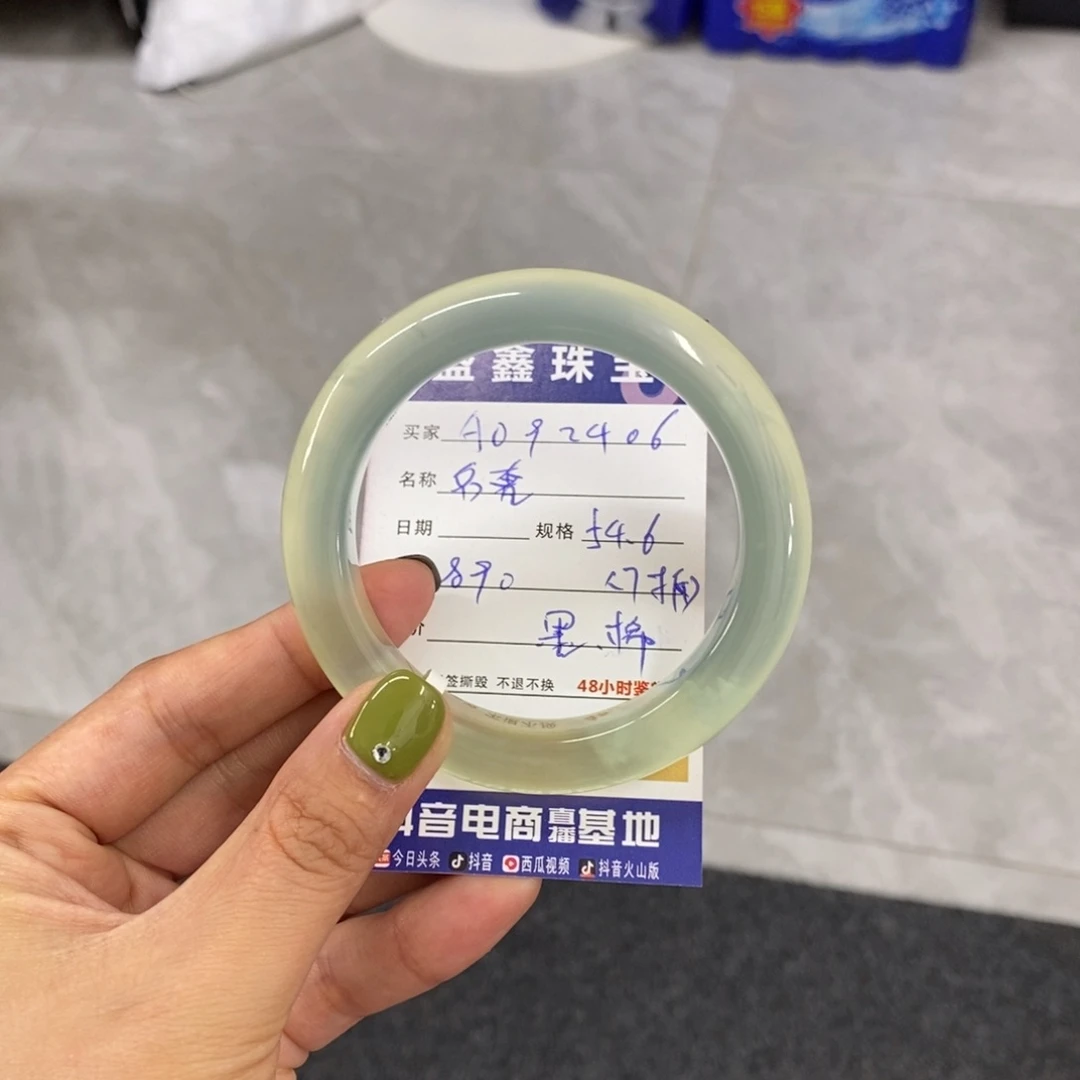 鑫珠宝
买家 A092406
名称
日期 规格 54.6
890
黑、棉
签撕毁 不退不换 48小时鉴
抖音电商直播基地
今日头条 抖音 西瓜视频 抖音火山版